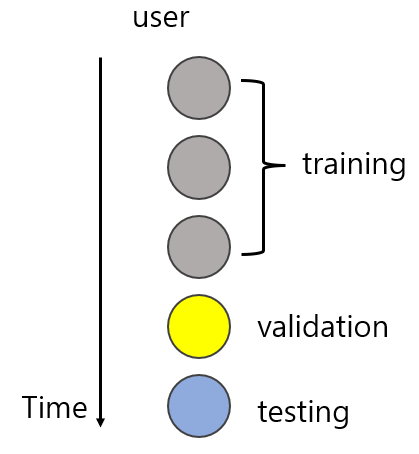 user
training
validation
Time
testing